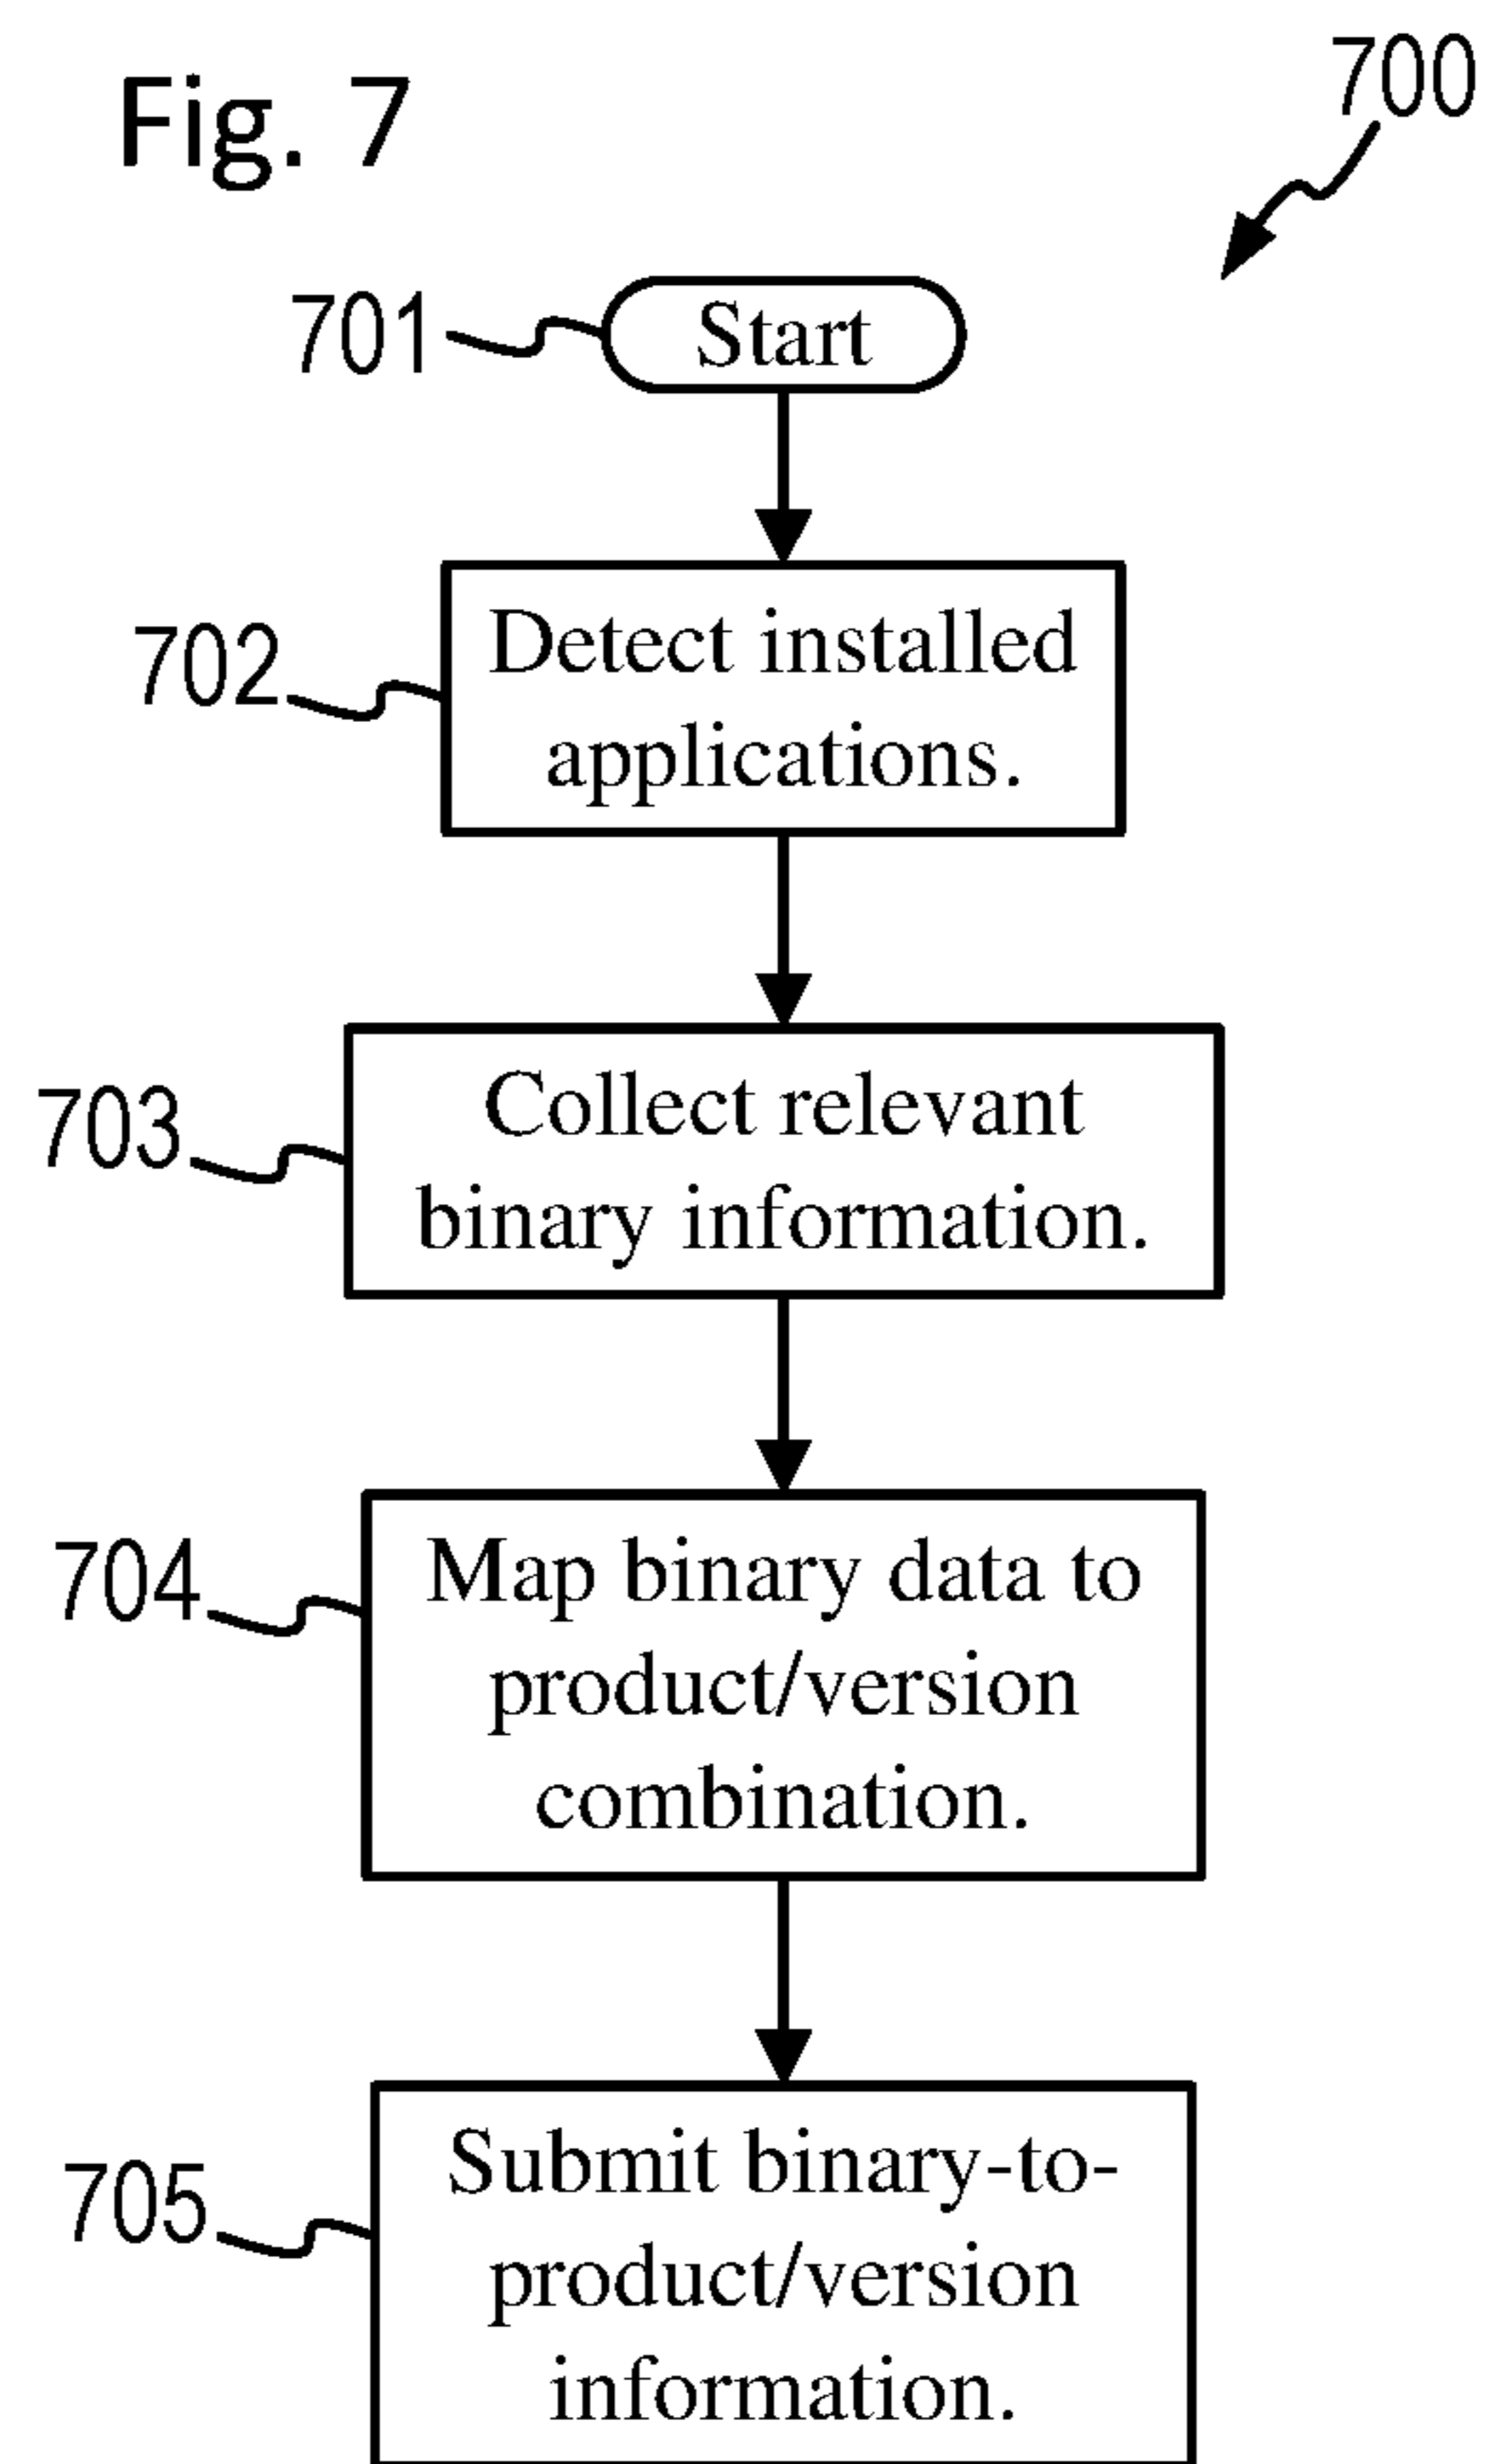 Fig. 7
700
701
Start
702
Detect installed
applications.
703
Collect relevant
binary information.
704
Map binary data to
product/version
combination.
705
Submit binary-to-
product/version
information.